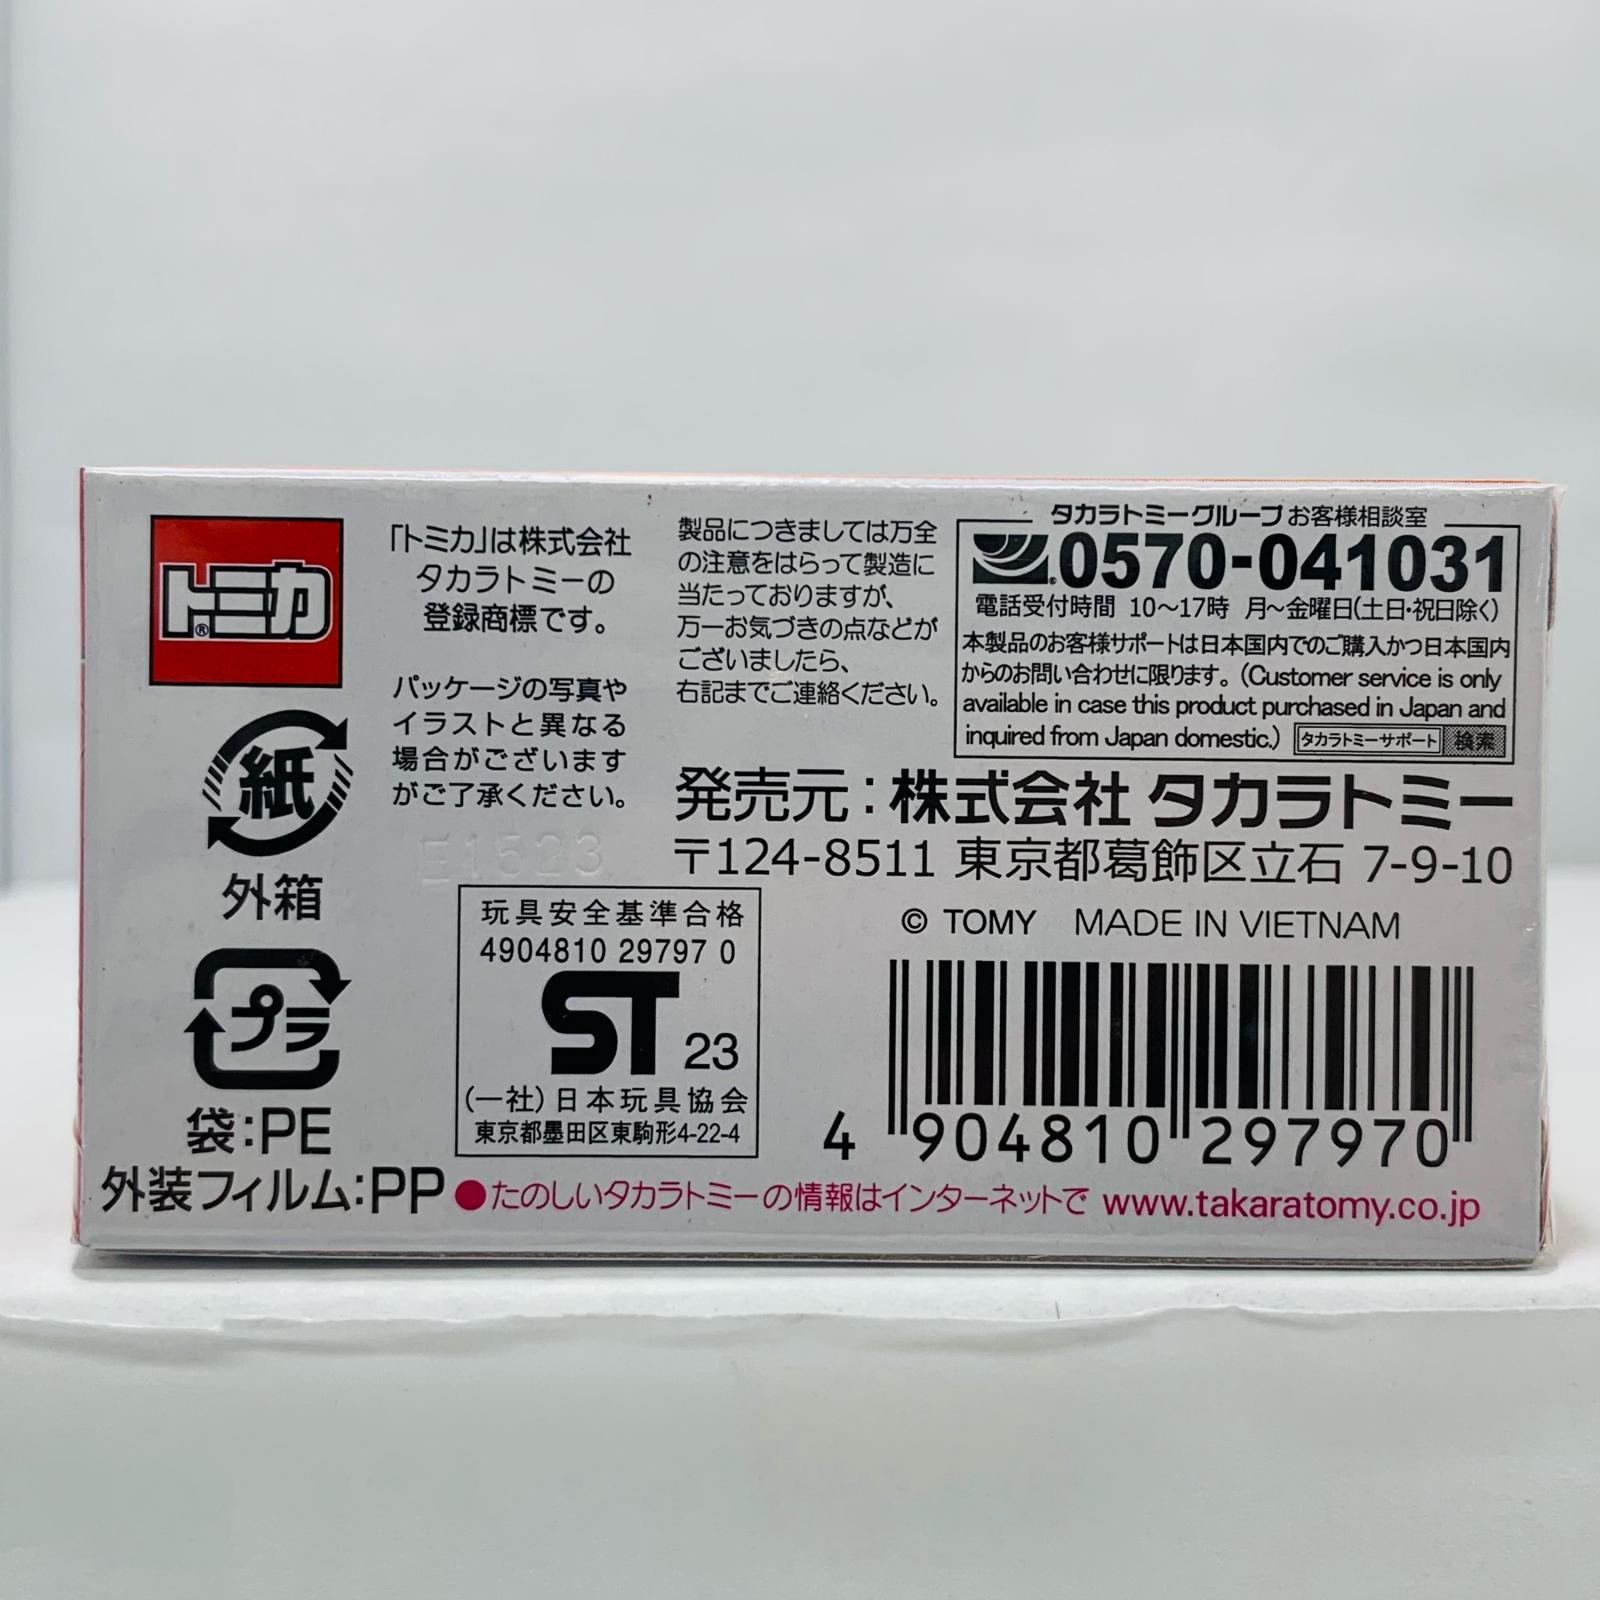 トミカ®
「トミカ」は株式会社
タカラトミーの
登録商標です。
パッケージの写真や
イラストと異なる
場合がございます
がご了承ください。
E1523
紙
外箱
プラ
袋:PE
外装フィルム:PP
製品につきましては万全
の注意をはらって製造に
当たっておりますが、
万一お気づきの点などが
ございましたら、
右記までご連絡ください。
タカラトミーグループお客様相談室
0570-041031
電話受付時間 10～17時 月～金曜日(土日・祝日除く)
本製品のお客様サポートは日本国内でのご購入かつ日本国内
からのお問い合わせに限ります。(Customer service is only
available in case this product purchased in Japan and
inquired from Japan domestic.) タカラトミーサポート 検索
発売元:株式会社 タカラトミー
〒124-8511 東京都葛飾区立石 7-9-10
© TOMY MADE IN VIETNAM
玩具安全基準合格
4904810 29797 0
ST 23
(一社)日本玩具協会
東京都墨田区東駒形4-22-4
4 904810 297970
●たのしいタカラトミーの情報はインターネットで www.takaratomy.co.jp